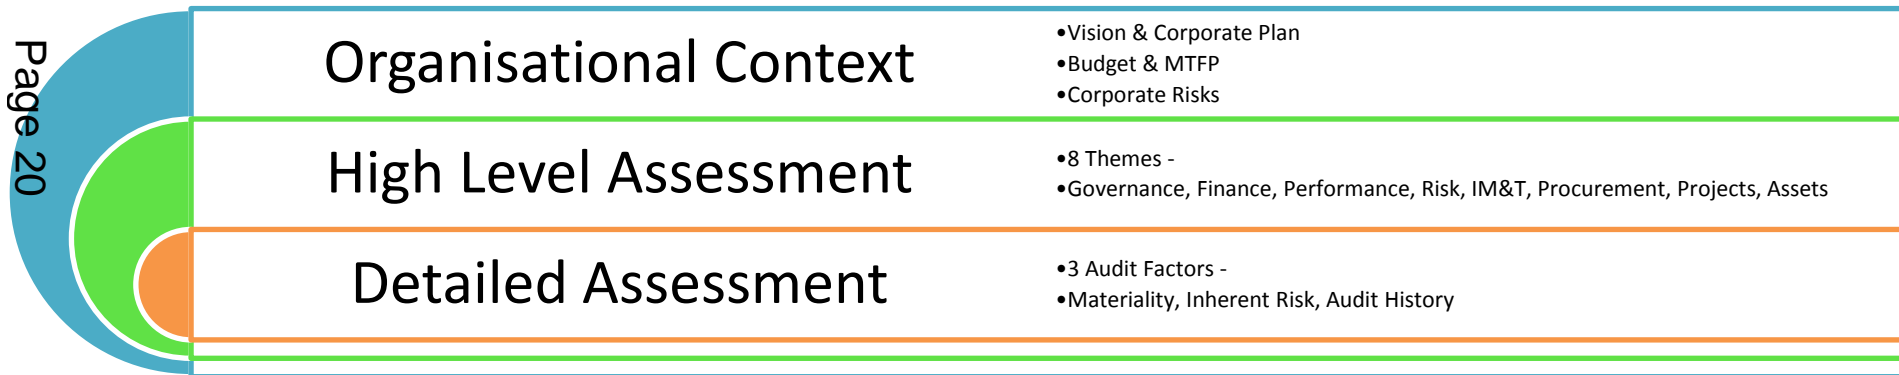 Page 20
Organisational Context
•Vision & Corporate Plan
•Budget & MTFP
•Corporate Risks
High Level Assessment
•8 Themes -
•Governance, Finance, Performance, Risk, IM&T, Procurement, Projects, Assets
Detailed Assessment
•3 Audit Factors -
•Materiality, Inherent Risk, Audit History